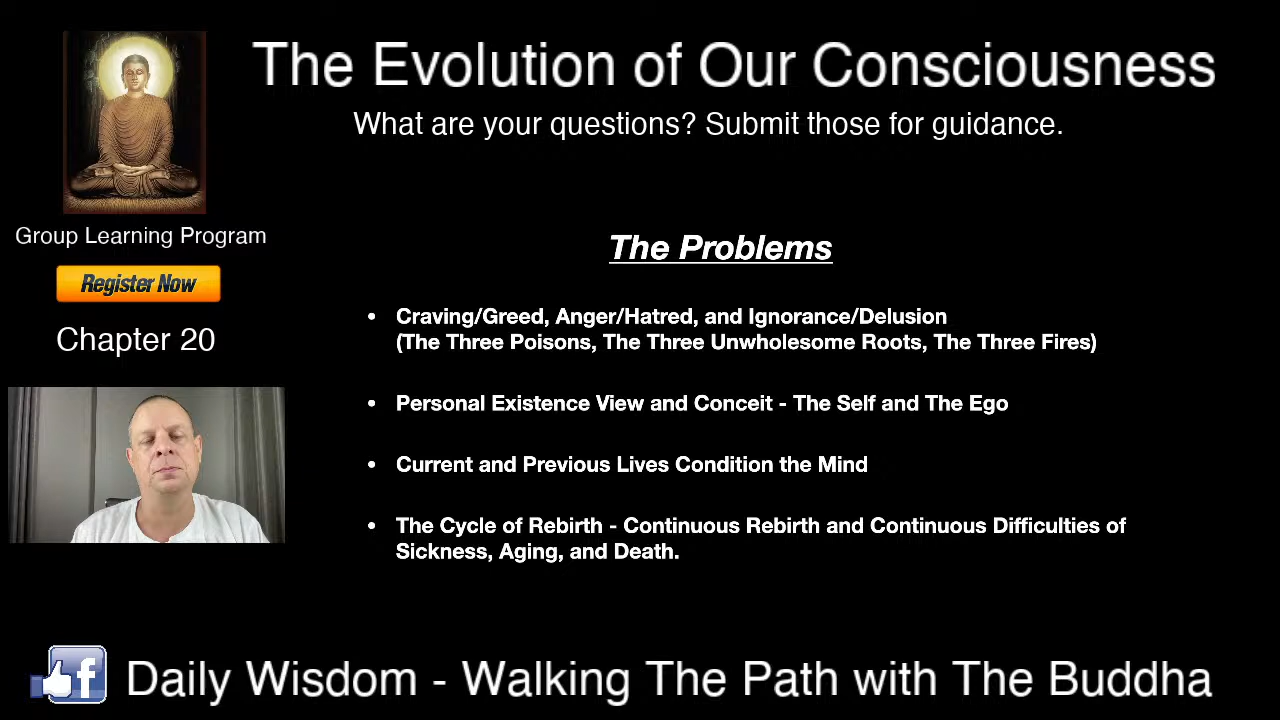 The Evolution of Our Consciousness
What are your questions? Submit those for guidance.
Group Learning Program
Register Now
Chapter 20
The Problems
• Craving/Greed, Anger/Hatred, and Ignorance/Delusion
(The Three Poisons, The Three Unwholesome Roots, The Three Fires)
• Personal Existence View and Conceit - The Self and The Ego
• Current and Previous Lives Condition the Mind
• The Cycle of Rebirth - Continuous Rebirth and Continuous Difficulties of
Sickness, Aging, and Death.
f
Daily Wisdom - Walking The Path with The Buddha